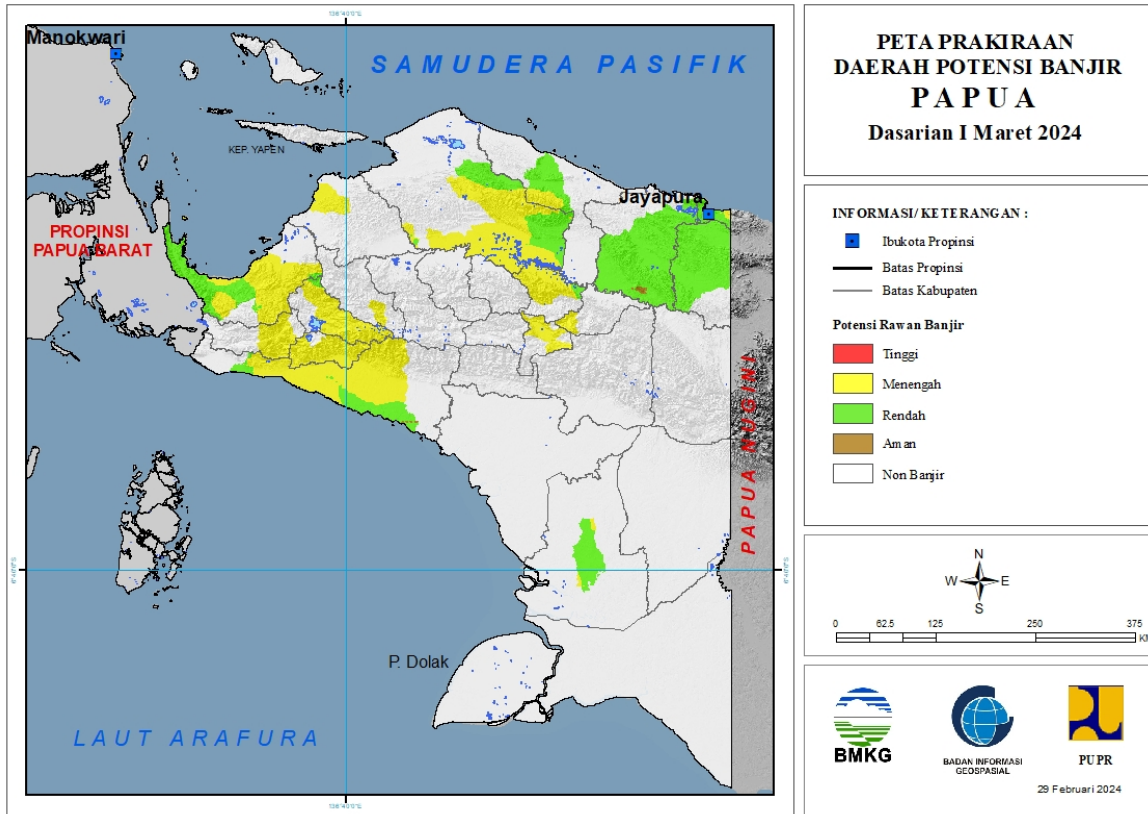 Manokwari
SAMUDERA PASIFIK
KEP. YAPEN
Jayapura
PROPINSI
PAPUA BARAT
PAPUA NUGINI
P. Dolak
LAUT ARAFURA
PETA PRAKIRAAN
DAERAH POTENSI BANJIR
PAPUA
Dasarian I Maret 2024
INFORMASI/ KETERANGAN :
Ibukota Propinsi
Batas Propinsi
Batas Kabupaten
Potensi Rawan Banjir
Tinggi
Menengah
Rendah
Aman
Non Banjir
N
W E
S
0 62.5 125 250 375
KM
BMKG
BADAN INFORMASI
GEOSPASIAL
PUPR
29 Februari 2024